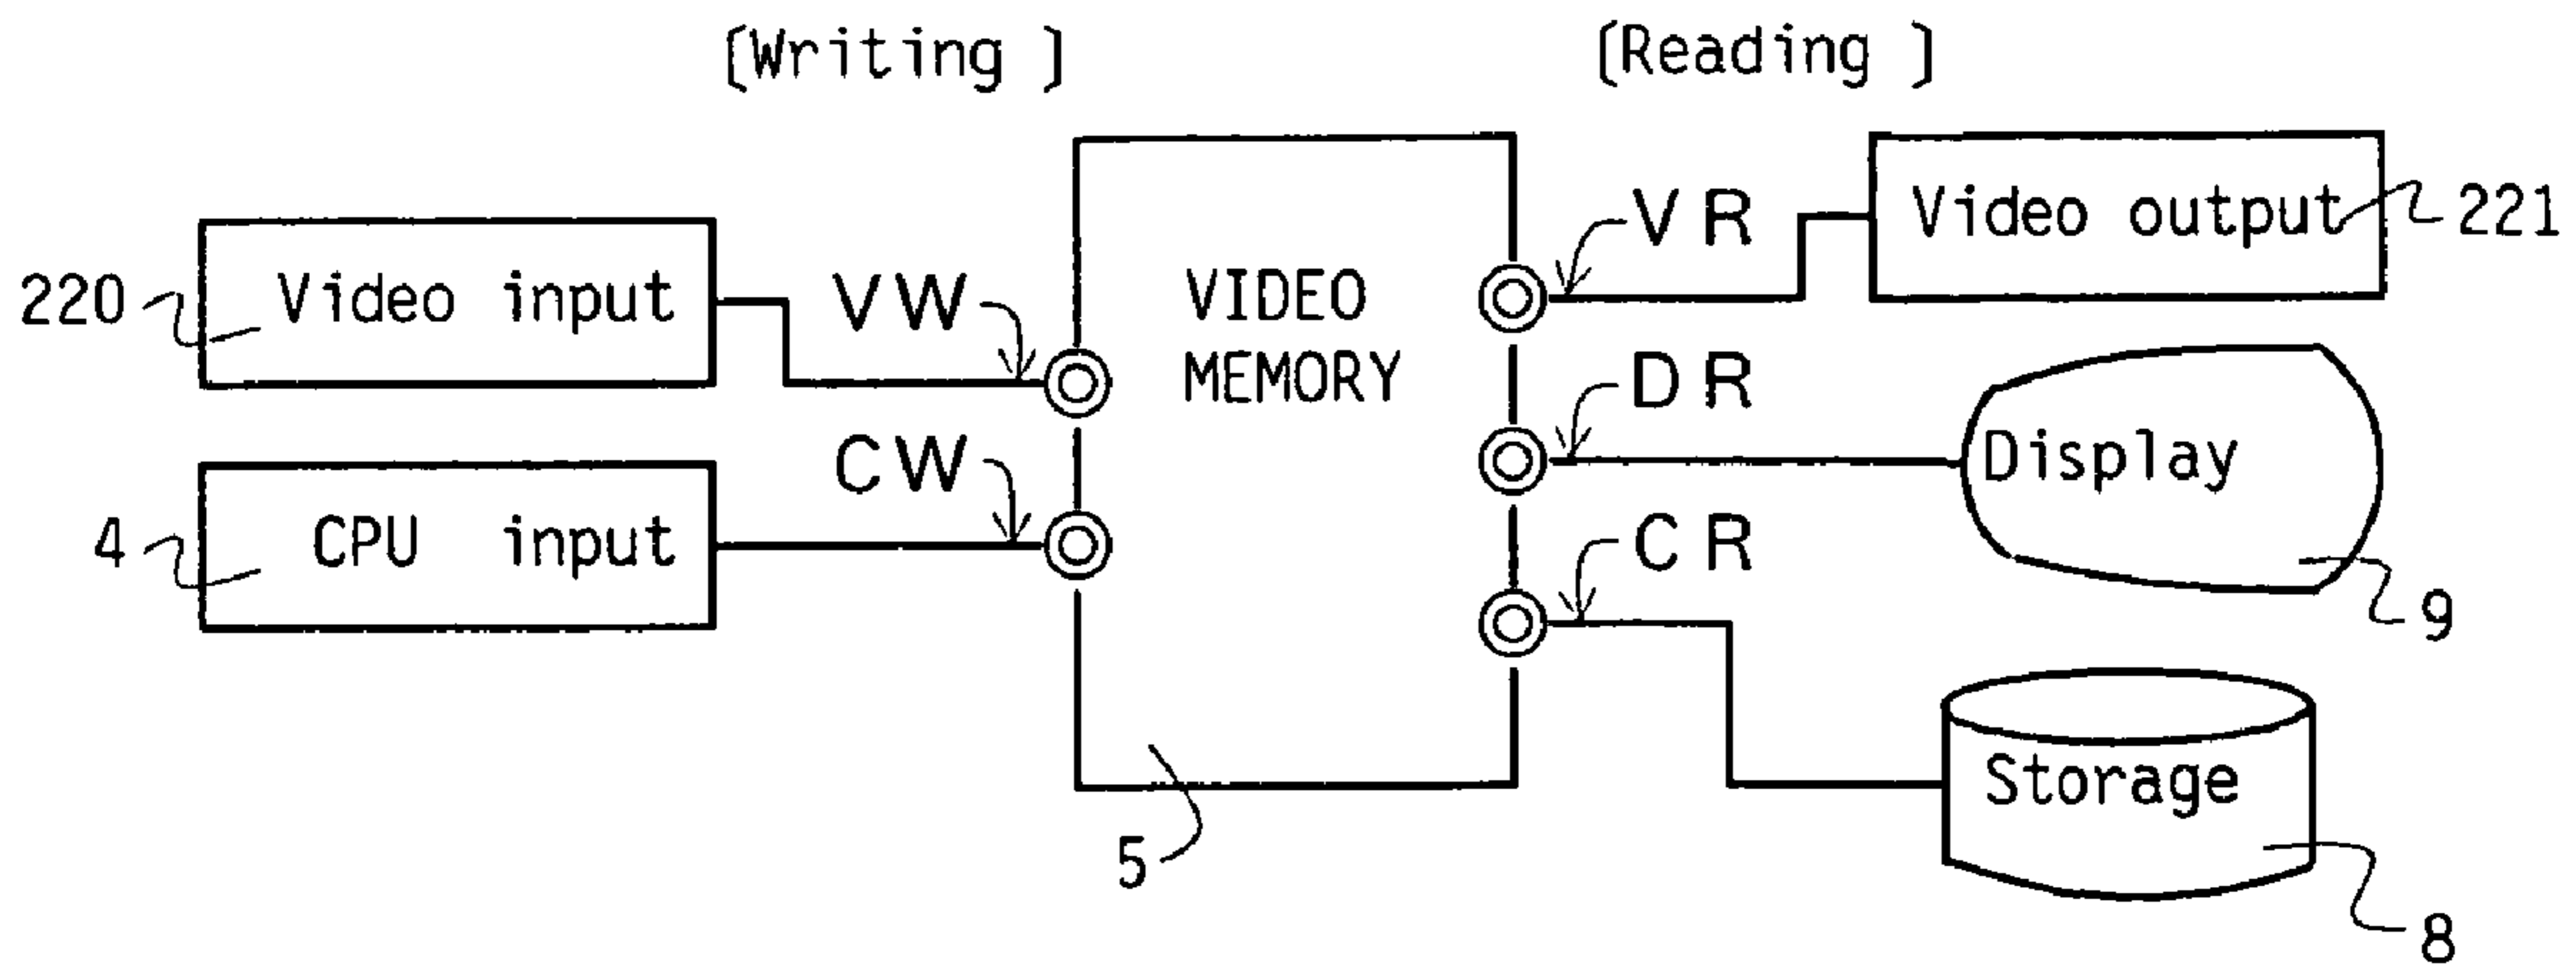 (Writing )
(Reading )
VR
Video output
221
220
Video input
VW
VIDEO
MEMORY
DR
Display
9
CW
4
CPU input
CR
Storage
5
8